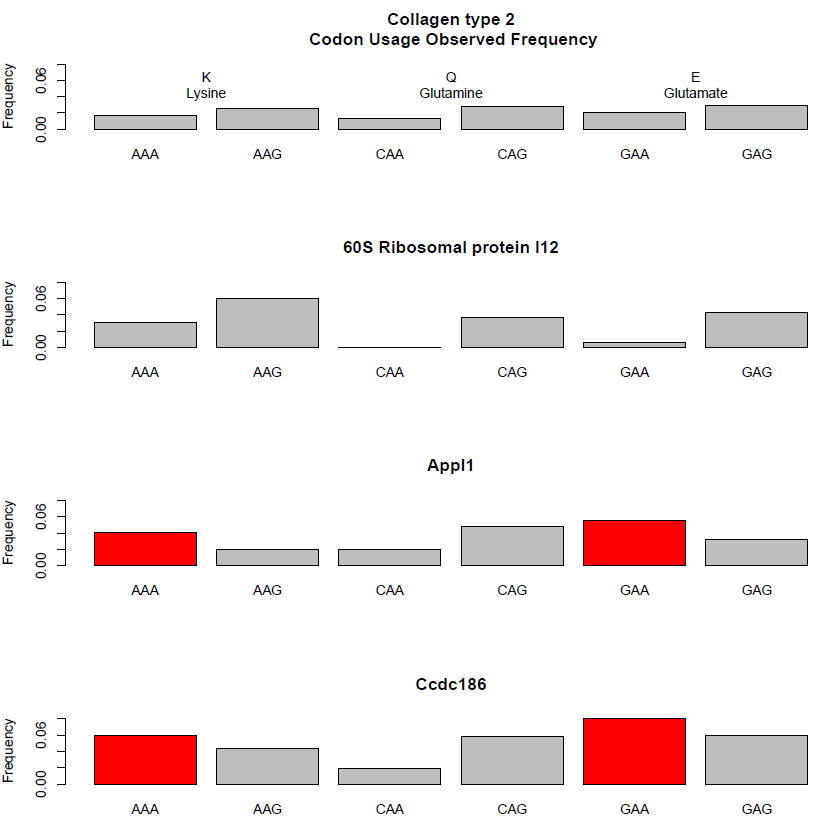 Collagen type 2
Codon Usage Observed Frequency
Frequency
0.00 0.06
K Q E
Lysine Glutamine Glutamate
AAA AAG CAA CAG GAA GAG
60S Ribosomal protein l12
Frequency
0.00 0.06
AAA AAG CAA CAG GAA GAG
Appl1
Frequency
0.00 0.06
AAA AAG CAA CAG GAA GAG
Ccdc186
Frequency
0.00 0.06
AAA AAG CAA CAG GAA GAG